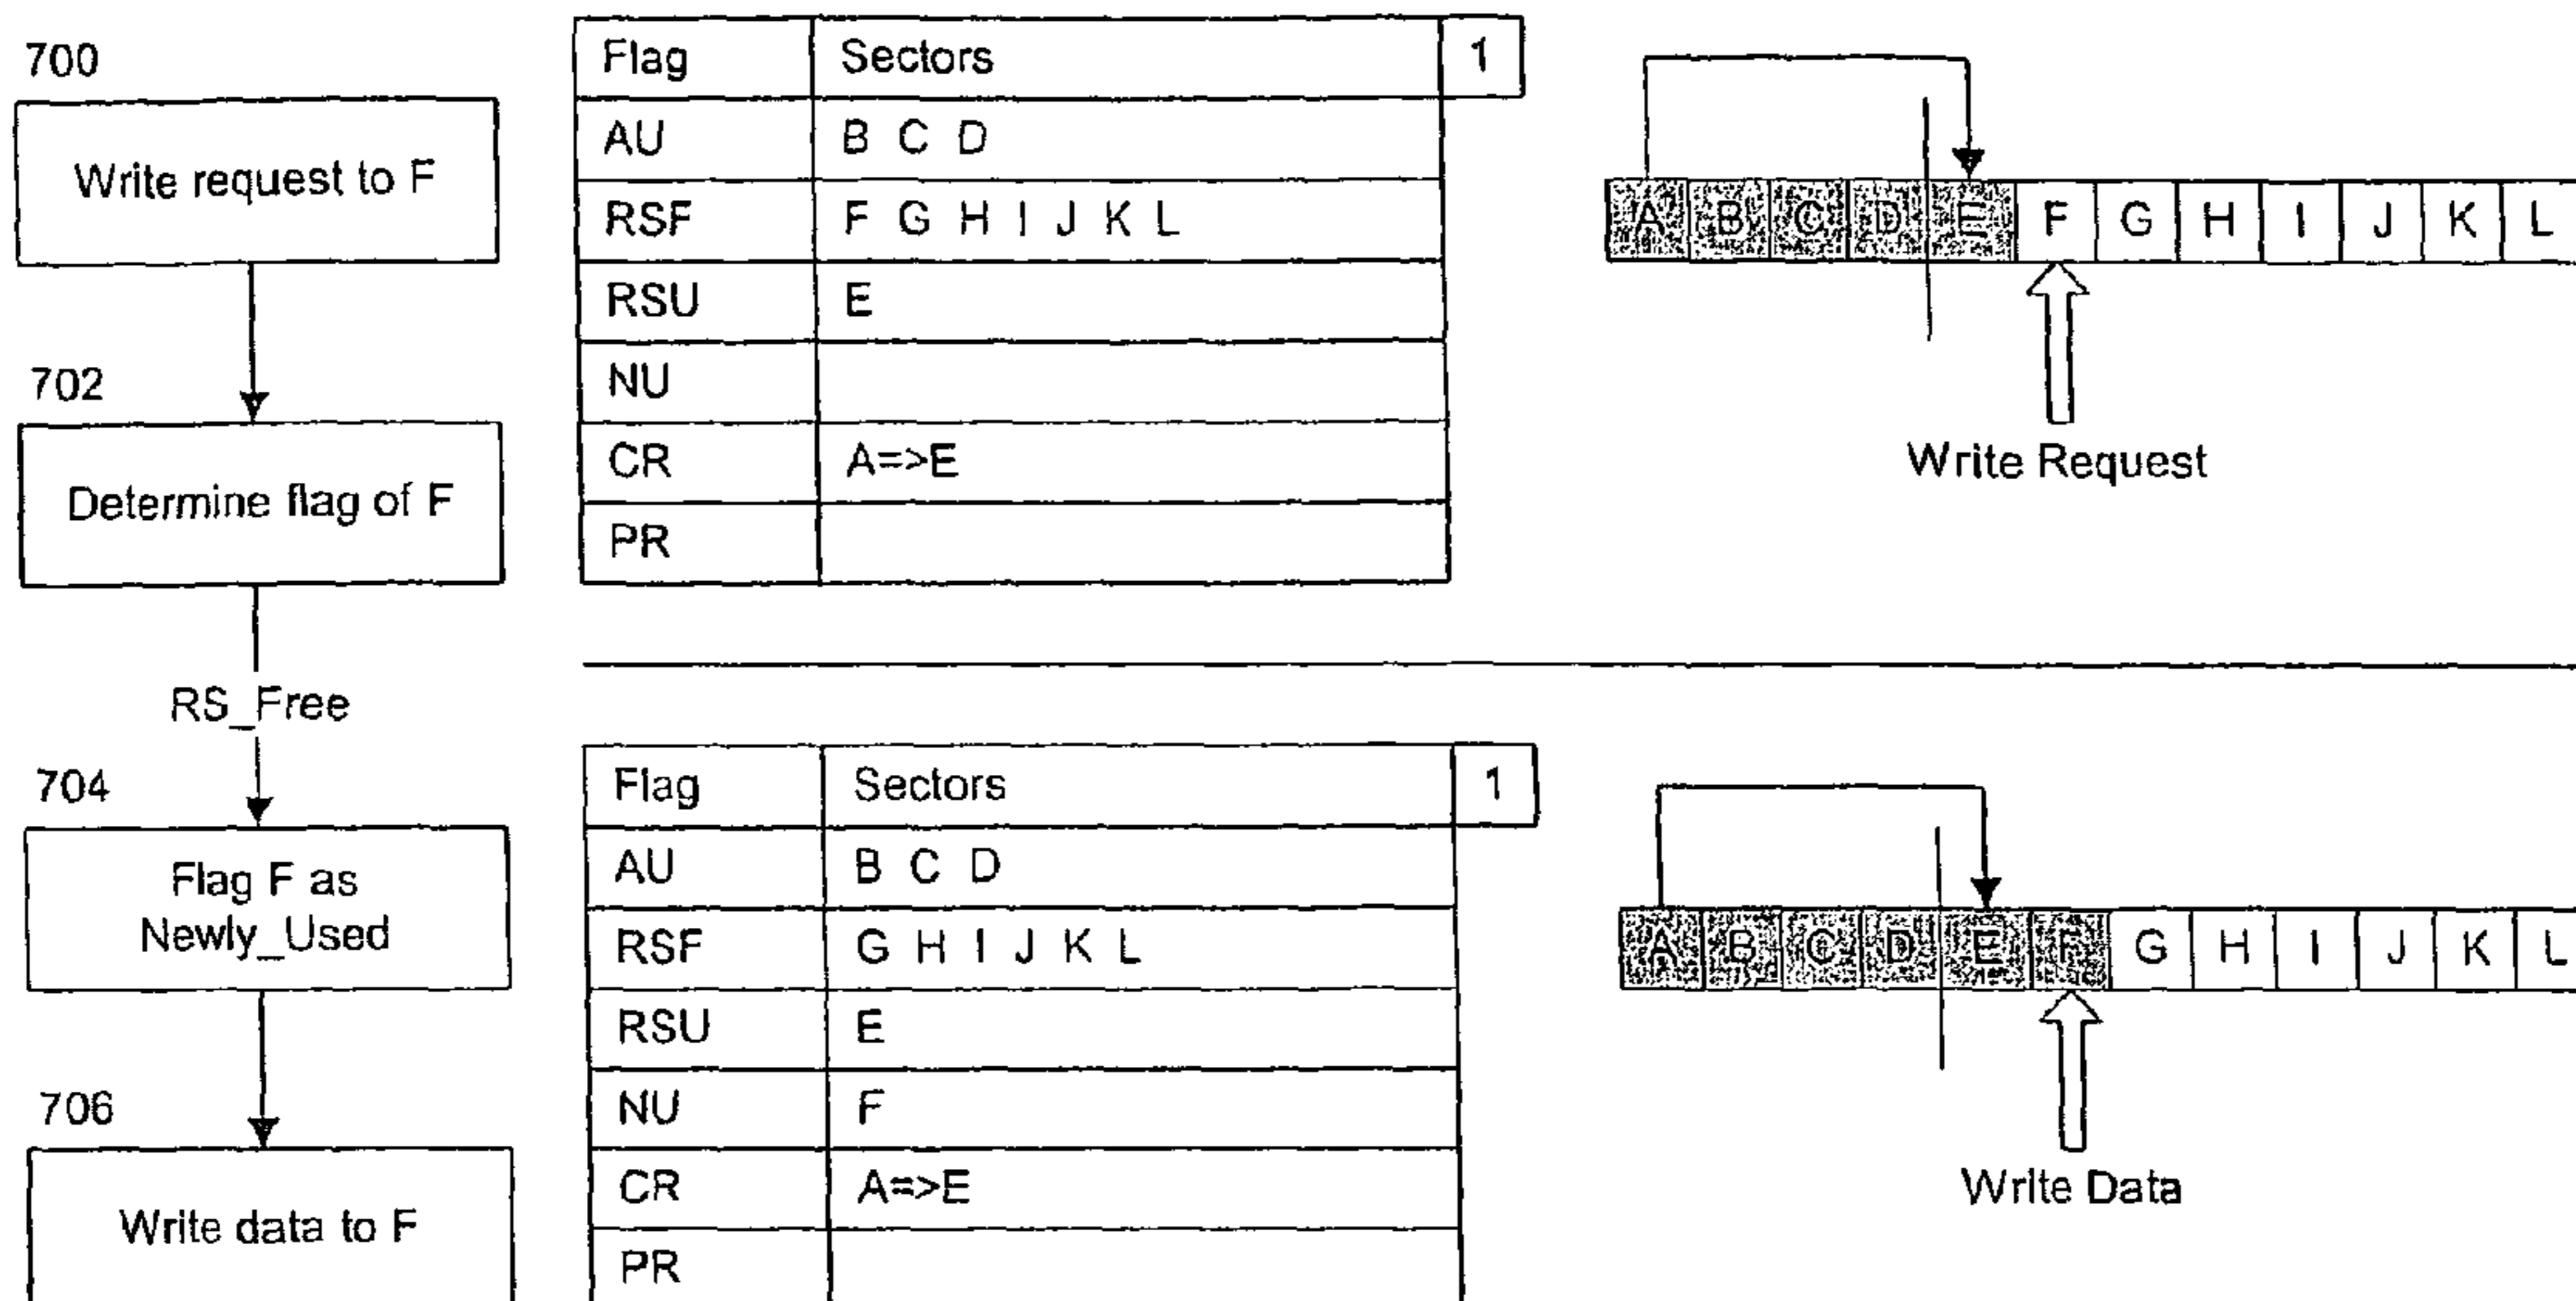 700
Write request to F
702
Determine flag of F
RS_Free
704
Flag F as
Newly_Used
706
Write data to F
Flag Sectors 1
AU B C D
RSF F G H I J K L
RSU E
NU
CR A=>E
PR
A B C D E F G H I J K L
Write Request
Flag Sectors 1
AU B C D
RSF G H I J K L
RSU E
NU F
CR A=>E
PR
A B C D E F G H I J K L
Write Data